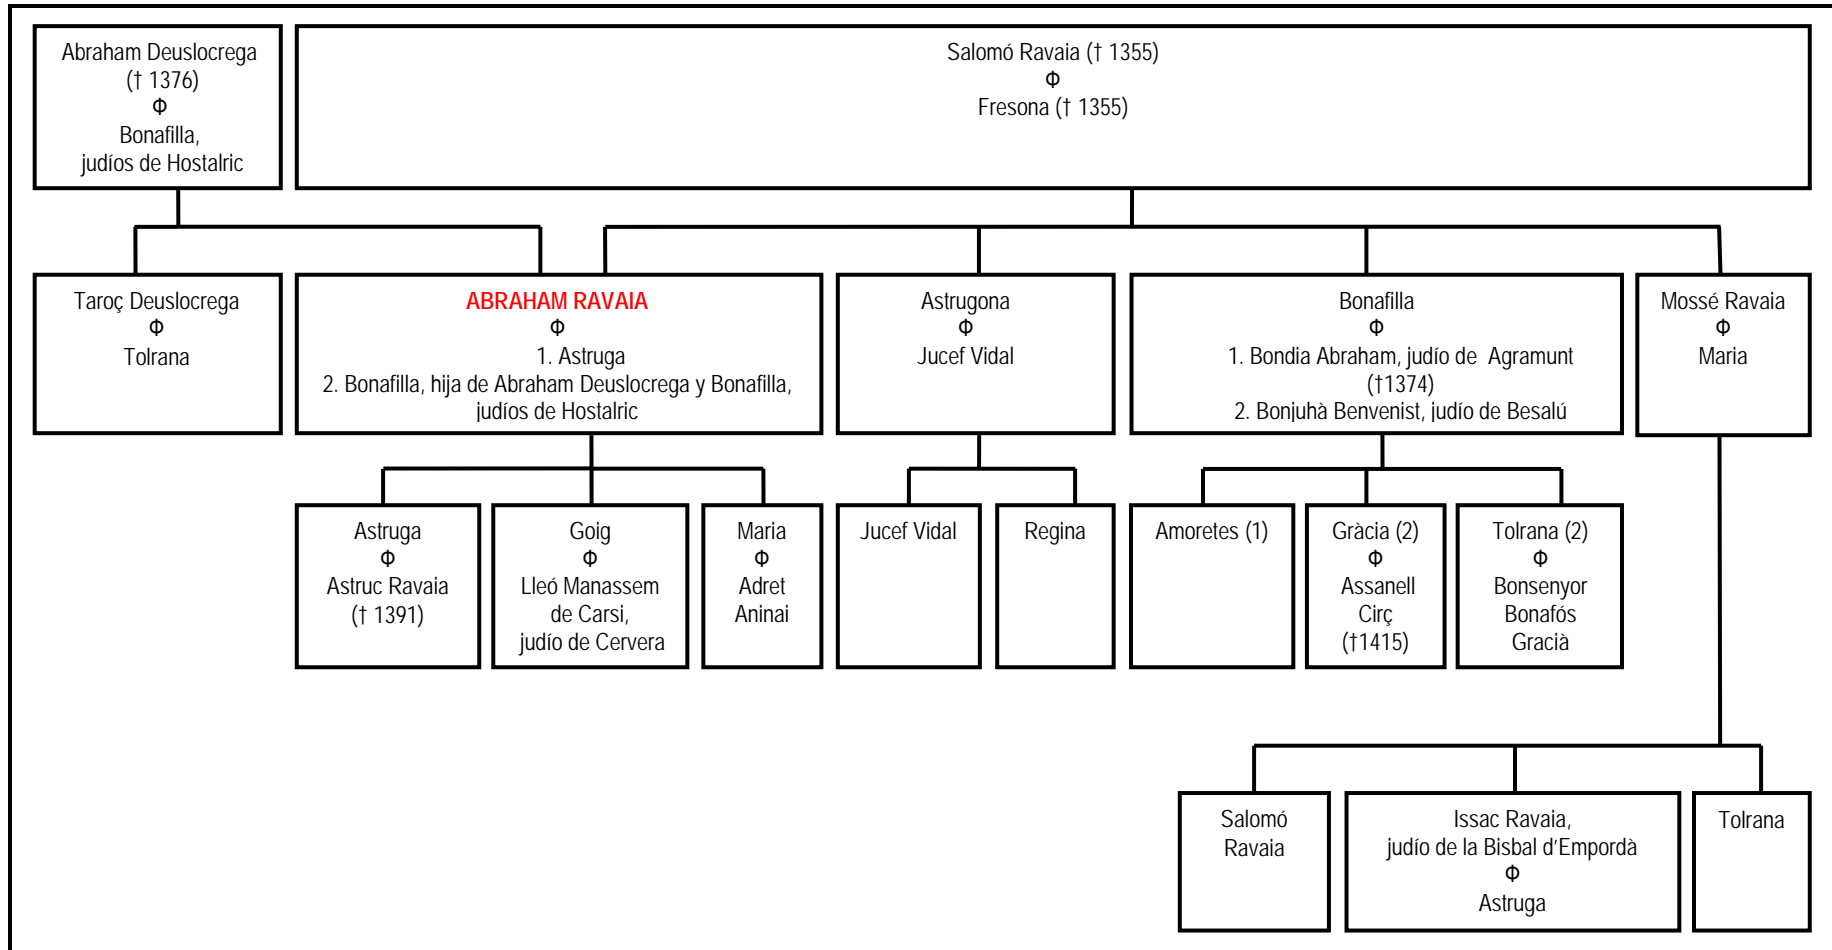 Abraham Deuslocrega
(† 1376)
Φ
Bonafilla,
judíos de Hostalric
Salomó Ravaia († 1355)
Φ
Fresona († 1355)
Taroç Deuslocrega
Φ
Tolrana
ABRAHAM RAVAIA
Φ
1. Astruga
2. Bonafilla, hija de Abraham Deuslocrega y Bonafilla,
judíos de Hostalric
Astrugona
Φ
Jucef Vidal
Bonafilla
Φ
1. Bondia Abraham, judío de Agramunt
(†1374)
2. Bonjuhà Benvenist, judío de Besalú
Mossé Ravaia
Φ
Maria
Astruga
Φ
Astruc Ravaia
(† 1391)
Goig
Φ
Lleó Manassem
de Carsi,
judío de Cervera
Maria
Φ
Adret
Aninai
Jucef Vidal
Regina
Amoretes (1)
Gràcia (2)
Φ
Assanell
Cirç
(†1415)
Tolrana (2)
Φ
Bonsenyor
Bonafós
Gracià
Salomó
Ravaia
Issac Ravaia,
judío de la Bisbal d'Empordà
Φ
Astruga
Tolrana